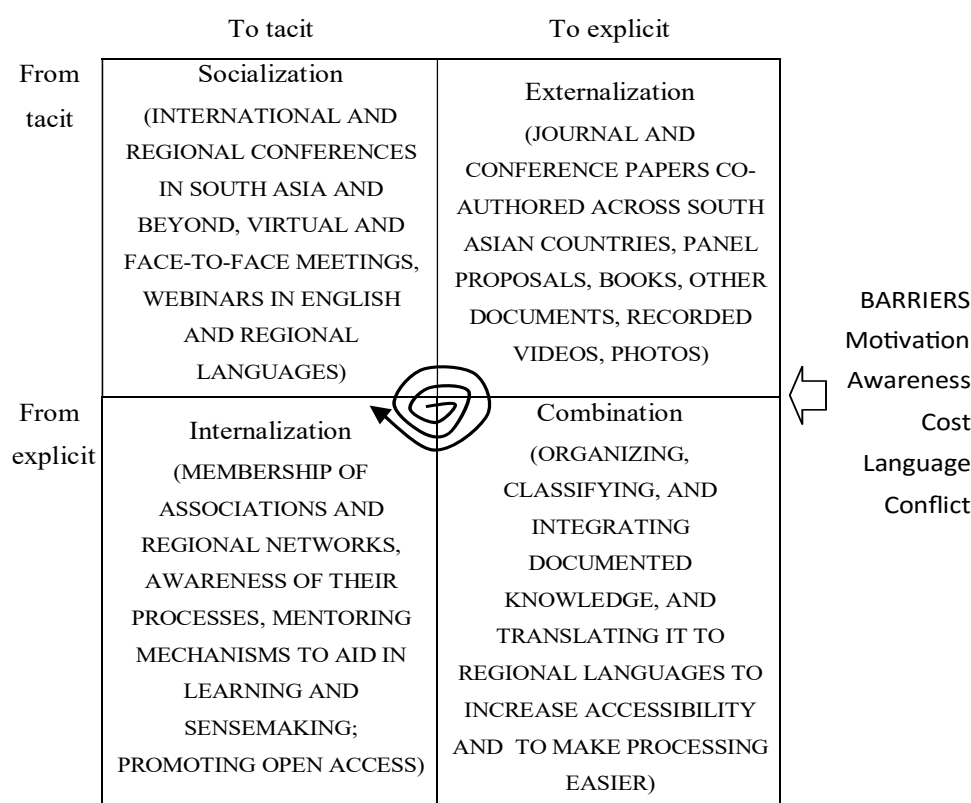 To tacit
To explicit
From
tacit
Socialization
(INTERNATIONAL AND
REGIONAL CONFERENCES
IN SOUTH ASIA AND
BEYOND, VIRTUAL AND
FACE-TO-FACE MEETINGS,
WEBINARS IN ENGLISH
AND REGIONAL
LANGUAGES)
Externalization
(JOURNAL AND
CONFERENCE PAPERS CO-
AUTHORED ACROSS SOUTH
ASIAN COUNTRIES, PANEL
PROPOSALS, BOOKS, OTHER
DOCUMENTS, RECORDED
VIDEOS, PHOTOS)
From
explicit
Internalization
(MEMBERSHIP OF
ASSOCIATIONS AND
REGIONAL NETWORKS,
AWARENESS OF THEIR
PROCESSES, MENTORING
MECHANISMS TO AID IN
LEARNING AND
SENSEMAKING;
PROMOTING OPEN ACCESS)
Combination
(ORGANIZING,
CLASSIFYING, AND
INTEGRATING
DOCUMENTED
KNOWLEDGE, AND
TRANSLATING IT TO
REGIONAL LANGUAGES TO
INCREASE ACCESSIBILITY
AND TO MAKE PROCESSING
EASIER)
BARRIERS
Motivation
Awareness
Cost
Language
Conflict